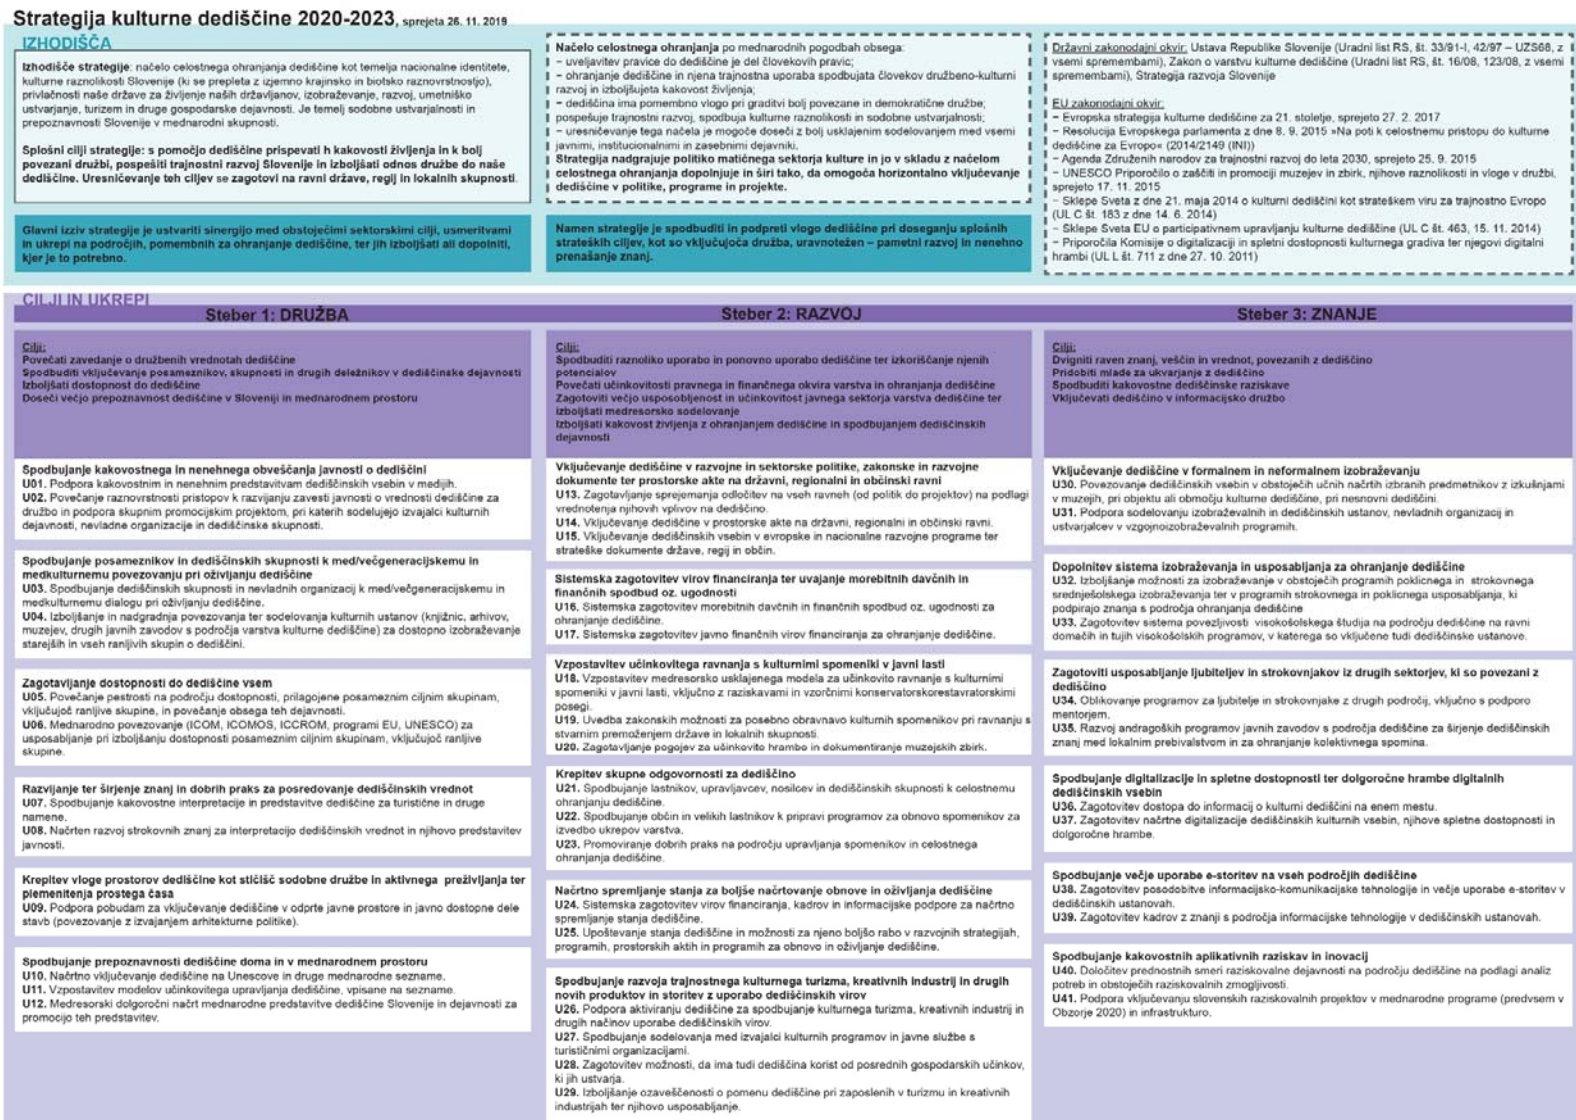 Strategija kulturne dediščine 2020-2023, sprejeta 26. 11. 2019
IZHODIŠČA
Izhodišče strategije: načelo celostnega ohranjanja dediščine kot temelja nacionalne identitete,
kulturne raznolikosti Slovenije (ki se prepleta z izjemno krajinsko in biotsko raznovrstnostjo),
privlačnosti naše države za življenje naših državljanov, izobraževanje, razvoj, umetniško
ustvarjanje, turizem in druge gospodarske dejavnosti. Je temelj sodobne ustvarjalnosti in
prepoznavnosti Slovenije v mednarodni skupnosti.
Splošni cilji strategije: s pomočjo dediščine prispevati h kakovosti življenja in k bolj
povezani družbi, pospešiti trajnostni razvoj Slovenije in izboljšati odnos družbe do naše
dediščine. Uresničevanje teh ciljev se zagotovi na ravni države, regij in lokalnih skupnosti.
Glavni izziv strategije je ustvariti sinergijo med obstoječimi sektorskimi cilji, usmeritvami
in ukrepi na področjih, pomembnih za ohranjanje dediščine, ter jih izboljšati ali dopolniti,
kjer je to potrebno.
Načelo celostnega ohranjanja po mednarodnih pogodbah obsega:
– uveljavitev pravice do dediščine je del človekovih pravic;
– ohranjanje dediščine in njena trajnostna uporaba spodbujata človekov družbeno-kulturni
razvoj in izboljšujeta kakovost življenja;
– dediščina ima pomembno vlogo pri graditvi bolj povezane in demokratične družbe;
pospešuje trajnostni razvoj, spodbuja kulturne raznolikosti in sodobne ustvarjalnosti;
– uresničevanje tega načela je mogoče doseči z bolj usklajenim sodelovanjem med vsemi
javnimi, institucionalnimi in zasebnimi dejavniki.
Strategija nadgrajuje politiko matičnega sektorja kulture in jo v skladu z načelom
celostnega ohranjanja dopolnjuje in širi tako, da omogoča horizontalno vključevanje
dediščine v politike, programe in projekte.
Namen strategije je spodbuditi in podpreti vlogo dediščine pri doseganju splošnih
strateških ciljev, kot so vključujoča družba, uravnotežen – pametni razvoj in nenehno
prenašanje znanj.
Državni zakonodajni okvir: Ustava Republike Slovenije (Uradni list RS, št. 33/91-I, 42/97 – UZS68, z
vsemi spremembami), Zakon o varstvu kulturne dediščine (Uradni list RS, št. 16/08, 123/08, z vsemi
spremembami), Strategija razvoja Slovenije
EU zakonodajni okvir:
– Evropska strategija kulturne dediščine za 21. stoletje, sprejeto 27. 2. 2017
– Resolucija Evropskega parlamenta z dne 8. 9. 2015 »Na poti k celostnemu pristopu do kulturne
dediščine za Evropo« (2014/2149 (INI))
– Agenda Združenih narodov za trajnostni razvoj do leta 2030, sprejeto 25. 9. 2015
– UNESCO Priporočilo o zaščiti in promociji muzejev in zbirk, njihove raznolikosti in vloge v družbi,
sprejeto 17. 11. 2015
– Sklepe Sveta z dne 21. maja 2014 o kulturni dediščini kot strateškem viru za trajnostno Evropo
(UL C št. 183 z dne 14. 6. 2014)
– Sklepe Sveta EU o participativnem upravljanju kulturne dediščine (UL C št. 463, 15. 11. 2014)
– Priporočila Komisije o digitalizaciji in spletni dostopnosti kulturnega gradiva ter njegovi digitalni
hrambi (UL L št. 711 z dne 27. 10. 2011)
CILJI IN UKREPI
Steber 1: DRUŽBA
Cilji:
Povečati zavedanje o družbenih vrednotah dediščine
Spodbuditi vključevanje posameznikov, skupnosti in drugih deležnikov v dediščinske dejavnosti
Izboljšati dostopnost do dediščine
Doseči večjo prepoznavnost dediščine v Sloveniji in mednarodnem prostoru
Spodbujanje kakovostnega in nenehnega obveščanja javnosti o dediščini
U01. Podpora kakovostnim in nenehnim predstavitvam dediščinskih vsebin v medijih.
U02. Povečanje raznovrstnosti pristopov k razvijanju zavesti javnosti o vrednosti dediščine za
družbo in podpora skupnim promocijskim projektom, pri katerih sodelujejo izvajalci kulturnih
dejavnosti, nevladne organizacije in dediščinske skupnosti.
Spodbujanje posameznikov in dediščinskih skupnosti k med/večgeneracijskemu in
medkulturnemu povezovanju pri oživljanju dediščine
U03. Spodbujanje dediščinskih skupnosti in nevladnih organizacij k med/večgeneracijskemu in
medkulturnemu dialogu pri oživljanju dediščine.
U04. Izboljšanje in nadgradnja povezovanja ter sodelovanja kulturnih ustanov (knjižnic, arhivov,
muzejev, drugih javnih zavodov s področja varstva kulturne dediščine) za dostopno izobraževanje
starejših in vseh ranljivih skupin o dediščini.
Zagotavljanje dostopnosti do dediščine vsem
U05. Povečanje pestrosti na področju dostopnosti, prilagojene posameznim ciljnim skupinam,
vključujoč ranljive skupine, in povečanje obsega teh dejavnosti.
U06. Mednarodno povezovanje (ICOM, ICOMOS, ICCROM, programi EU, UNESCO) za
usposabljanje pri izboljšanju dostopnosti posameznim ciljnim skupinam, vključujoč ranljive
skupine.
Razvijanje ter širjenje znanj in dobrih praks za posredovanje dediščinskih vrednot
U07. Spodbujanje kakovostne interpretacije in predstavitve dediščine za turistične in druge
namene.
U08. Načrten razvoj strokovnih znanj za interpretacijo dediščinskih vrednot in njihovo predstavitev
javnosti.
Krepitev vloge prostorov dediščine kot stičišč sodobne družbe in aktivnega preživljanja ter
plemenitenja prostega časa
U09. Podpora pobudam za vključevanje dediščine v odprte javne prostore in javno dostopne dele
stavb (povezovanje z izvajanjem arhitekturne politike).
Spodbujanje prepoznavnosti dediščine doma in v mednarodnem prostoru
U10. Načrtno vključevanje dediščine na Unescove in druge mednarodne sezname.
U11. Vzpostavitev modelov učinkovitega upravljanja dediščine, vpisane na sezname.
U12. Medresorski dolgoročni načrt mednarodne predstavitve dediščine Slovenije in dejavnosti za
promocijo teh predstavitev.
Steber 2: RAZVOJ
Cilji:
Spodbuditi raznoliko uporabo in ponovno uporabo dediščine ter izkoriščanje njenih
potencialov
Povečati učinkovitosti pravnega in finančnega okvira varstva in ohranjanja dediščine
Zagotoviti večjo usposobljenost in učinkovitost javnega sektorja varstva dediščine ter
izboljšati medresorsko sodelovanje
Izboljšati kakovost življenja z ohranjanjem dediščine in spodbujanjem dediščinskih
dejavnosti
Vključevanje dediščine v razvojne in sektorske politike, zakonske in razvojne
dokumente ter prostorske akte na državni, regionalni in občinski ravni
U13. Zagotavljanje sprejemanja odločitev na vseh ravneh (od politik do projektov) na podlagi
vrednotenja njihovih vplivov na dediščino.
U14. Vključevanje dediščine v prostorske akte na državni, regionalni in občinski ravni.
U15. Vključevanje dediščinskih vsebin v evropske in nacionalne razvojne programe ter
strateške dokumente države, regij in občin.
Sistemska zagotovitev virov financiranja ter uvajanje morebitnih davčnih in
finančnih spodbud oz. ugodnosti
U16. Sistemska zagotovitev morebitnih davčnih in finančnih spodbud oz. ugodnosti za
ohranjanje dediščine.
U17. Sistemska zagotovitev javno finančnih virov financiranja za ohranjanje dediščine.
Vzpostavitev učinkovitega ravnanja s kulturnimi spomeniki v javni lasti
U18. Vzpostavitev medresorsko usklajenega modela za učinkovito ravnanje s kulturnimi
spomeniki v javni lasti, vključno z raziskavami in vzorčnimi konservatorskorestavratorskimi
posegi.
U19. Uvedba zakonskih možnosti za posebno obravnavo kulturnih spomenikov pri ravnanju s
stvarnim premoženjem države in lokalnih skupnosti.
U20. Zagotavljanje pogojev za učinkovito hrambo in dokumentiranje muzejskih zbirk.
Krepitev skupne odgovornosti za dediščino
U21. Spodbujanje lastnikov, upravljavcev, nosilcev in dediščinskih skupnosti k celostnemu
ohranjanju dediščine.
U22. Spodbujanje občin in velikih lastnikov k pripravi programov za obnovo spomenikov za
izvedbo ukrepov varstva.
U23. Promoviranje dobrih praks na področju upravljanja spomenikov in celostnega
ohranjanja dediščine.
Načrtno spremljanje stanja za boljše načrtovanje obnove in oživljanja dediščine
U24. Sistemska zagotovitev virov financiranja, kadrov in informacijske podpore za načrtno
spremljanje stanja dediščine.
U25. Upoštevanje stanja dediščine in možnosti za njeno boljšo rabo v razvojnih strategijah,
programih, prostorskih aktih in programih za obnovo in oživljanje dediščine.
Spodbujanje razvoja trajnostnega kulturnega turizma, kreativnih industrij in drugih
novih produktov in storitev z uporabo dediščinskih virov
U26. Podpora aktiviranju dediščine za spodbujanje kulturnega turizma, kreativnih industrij in
drugih načinov uporabe dediščinskih virov.
U27. Spodbujanje sodelovanja med izvajalci kulturnih programov in javne službe s
turističnimi organizacijami.
U28. Zagotovitev možnosti, da ima tudi dediščina korist od posrednih gospodarskih učinkov,
ki jih ustvarja.
U29. Izboljšanje ozaveščenosti o pomenu dediščine pri zaposlenih v turizmu in kreativnih
industrijah ter njihovo usposabljanje.
Steber 3: ZNANJE
Cilji:
Dvigniti raven znanj, veščin in vrednot, povezanih z dediščino
Pridobiti mlade za ukvarjanje z dediščino
Spodbuditi kakovostne dediščinske raziskave
Vključevati dediščino v informacijsko družbo
Vključevanje dediščine v formalnem in neformalnem izobraževanju
U30. Povezovanje dediščinskih vsebin v obstoječih učnih načrtih izbranih predmetnikov z izkušnjami
v muzejih, pri objektu ali območju kulturne dediščine, pri nesnovni dediščini.
U31. Podpora sodelovanju izobraževalnih in dediščinskih ustanov, nevladnih organizacij in
ustvarjalcev v vzgojnoizobraževalnih programih.
Dopolnitev sistema izobraževanja in usposabljanja za ohranjanje dediščine
U32. Izboljšanje možnosti za izobraževanje v obstoječih programih poklicnega in strokovnega
srednješolskega izobraževanja ter v programih strokovnega in poklicnega usposabljanja, ki
podpirajo znanja s področja ohranjanja dediščine
U33. Zagotovitev sistema povezljivosti visokošolskega študija na področju dediščine na ravni
domačih in tujih visokošolskih programov, v katerega so vključene tudi dediščinske ustanove.
Zagotoviti usposabljanje ljubiteljev in strokovnjakov iz drugih sektorjev, ki so povezani z
dediščino
U34. Oblikovanje programov za ljubitelje in strokovnjake z drugih področij, vključno s podporo
mentorjem.
U35. Razvoj andragoških programov javnih zavodov s področja dediščine za širjenje dediščinskih
znanj med lokalnim prebivalstvom in za ohranjanje kolektivnega spomina.
Spodbujanje digitalizacije in spletne dostopnosti ter dolgoročne hrambe digitalnih
dediščinskih vsebin
U36. Zagotovitev dostopa do informacij o kulturni dediščini na enem mestu.
U37. Zagotovitev načrtne digitalizacije dediščinskih kulturnih vsebin, njihove spletne dostopnosti in
dolgoročne hrambe.
Spodbujanje večje uporabe e-storitev na vseh področjih dediščine
U38. Zagotovitev posodobitve informacijsko-komunikacijske tehnologije in večje uporabe e-storitev v
dediščinskih ustanovah.
U39. Zagotovitev kadrov z znanji s področja informacijske tehnologije v dediščinskih ustanovah.
Spodbujanje kakovostnih aplikativnih raziskav in inovacij
U40. Določitev prednostnih smeri raziskovalne dejavnosti na področju dediščine na podlagi analiz
potreb in obstoječih raziskovalnih zmogljivosti.
U41. Podpora vključevanju slovenskih raziskovalnih projektov v mednarodne programe (predvsem v
Obzorje 2020) in infrastrukturo.